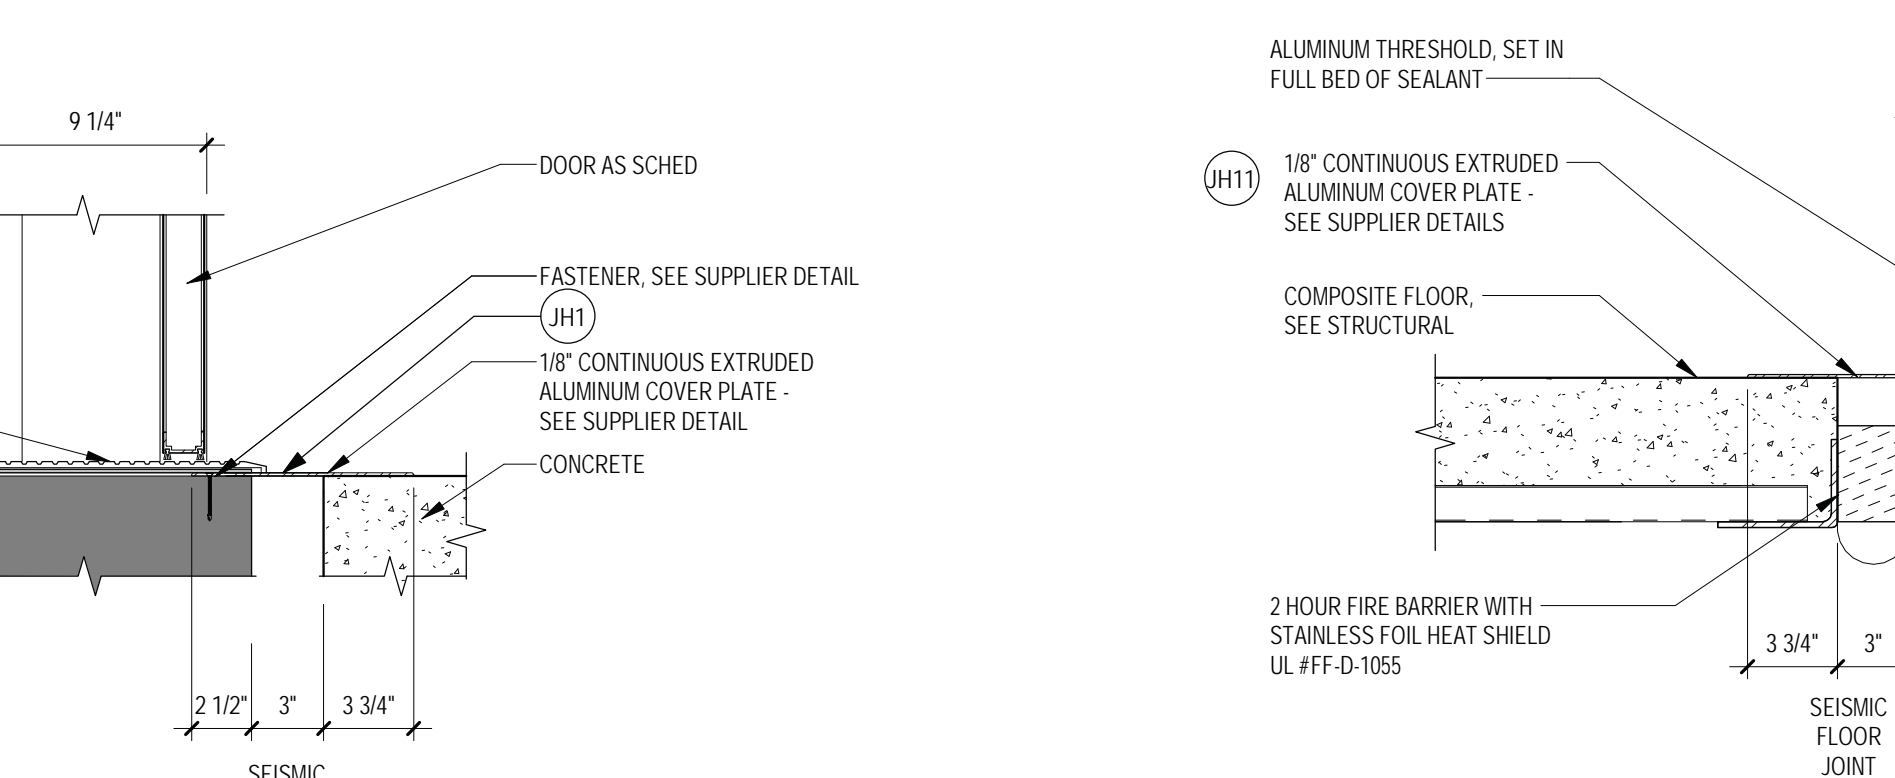 9 1/4"
DOOR AS SCHED
FASTENER, SEE SUPPLIER DETAIL
JH1
1/8" CONTINUOUS EXTRUDED
ALUMINUM COVER PLATE -
SEE SUPPLIER DETAIL
CONCRETE
2 1/2"
3"
3 3/4"
SEISMIC
ALUMINUM THRESHOLD, SET IN
FULL BED OF SEALANT
JH11
1/8" CONTINUOUS EXTRUDED
ALUMINUM COVER PLATE -
SEE SUPPLIER DETAILS
COMPOSITE FLOOR,
SEE STRUCTURAL
2 HOUR FIRE BARRIER WITH
STAINLESS FOIL HEAT SHIELD
UL #FF-D-1055
3 3/4"
3"
SEISMIC
FLOOR
JOINT